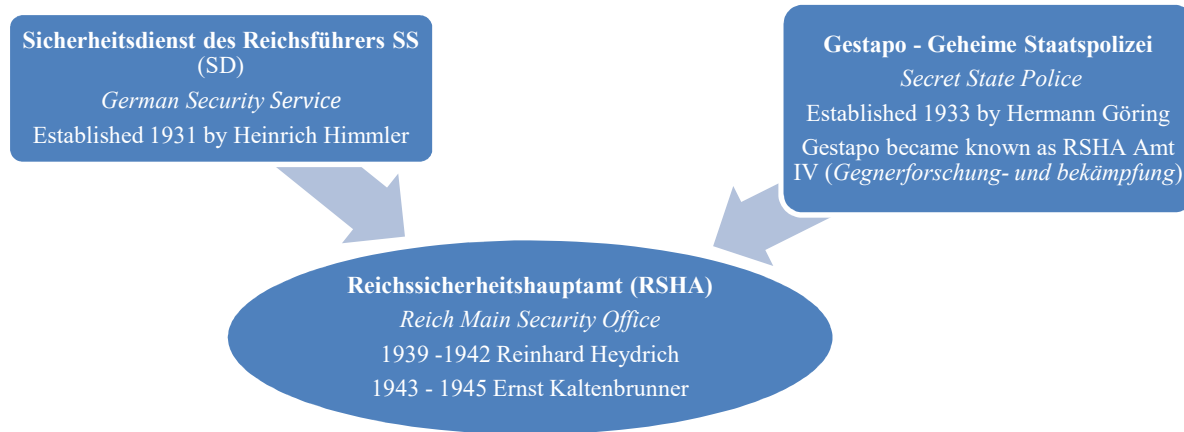 Sicherheitsdienst des Reichsführers SS
(SD)
German Security Service
Established 1931 by Heinrich Himmler
Gestapo - Geheime Staatspolizei
Secret State Police
Established 1933 by Hermann Göring
Gestapo became known as RSHA Amt
IV (Gegnerforschung- und bekämpfung)
Reichssicherheitshauptamt (RSHA)
Reich Main Security Office
1939 -1942 Reinhard Heydrich
1943 - 1945 Ernst Kaltenbrunner